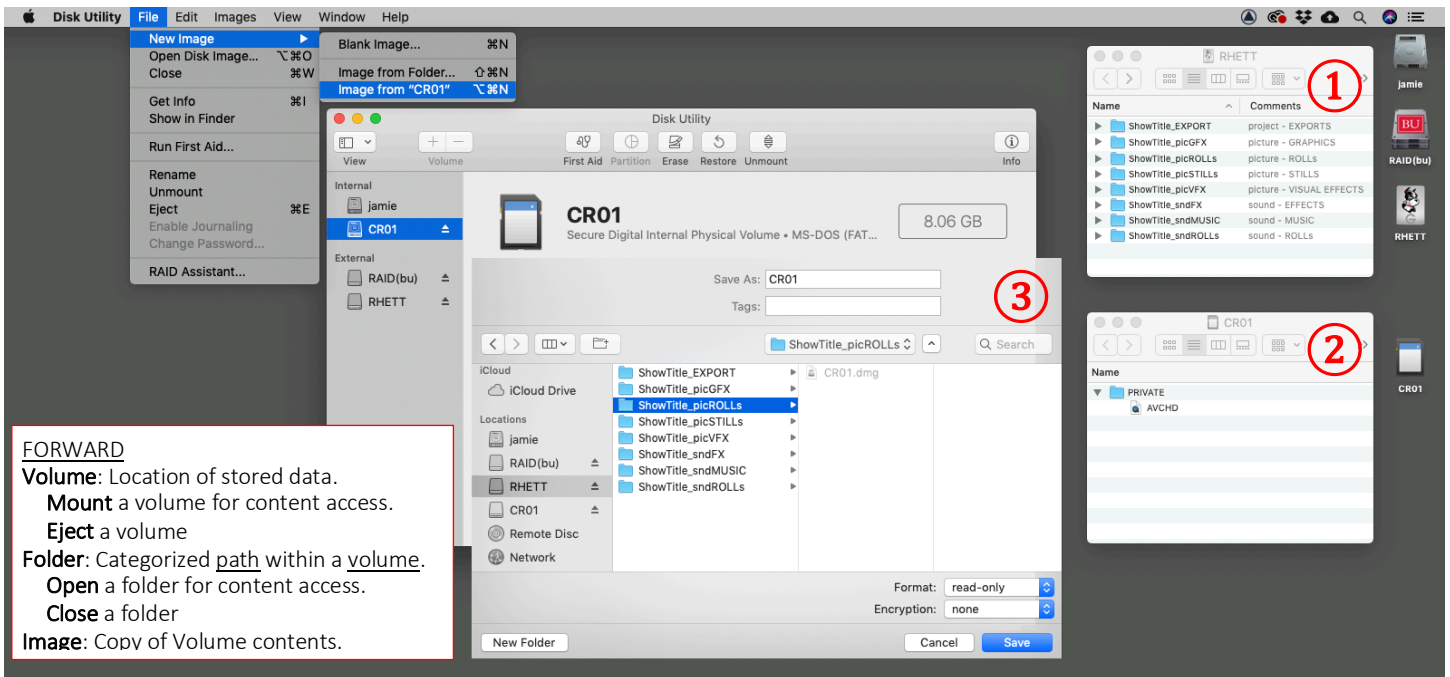 Disk Utility File Edit Images View Window Help
New Image
Open Disk Image... ⌥⌘O
Close ⌘W
Get Info ⌘I
Show in Finder
Run First Aid...
Rename
Unmount
Eject ⌘E
Enable Journaling
Change Password...
RAID Assistant...
Blank Image... ⌘N
Image from Folder... ⇧⌘N
Image from “CR01” ⌥⌘N
Disk Utility
View Volume First Aid Partition Erase Restore Unmount Info
Internal
jamie
CR01
External
RAID(bu)
RHETT
CR01
Secure Digital Internal Physical Volume • MS-DOS (FAT...
8.06 GB
Save As: CR01
Tags:
3
ShowTitle_picROLLs
Search
iCloud
iCloud Drive
Locations
jamie
RAID(bu)
RHETT
CR01
Remote Disc
Network
ShowTitle_EXPORT
ShowTitle_picGFX
ShowTitle_picROLLs
ShowTitle_picSTILLs
ShowTitle_picVFX
ShowTitle_sndFX
ShowTitle_sndMUSIC
ShowTitle_sndROLLs
CR01.dmg
Format: read-only
Encryption: none
New Folder Cancel Save
RHETT
1
Name Comments
ShowTitle_EXPORT project - EXPORTS
ShowTitle_picGFX picture - GRAPHICS
ShowTitle_picROLLs picture - ROLLs
ShowTitle_picSTILLs picture - STILLS
ShowTitle_picVFX picture - VISUAL EFFECTS
ShowTitle_sndFX sound - EFFECTS
ShowTitle_sndMUSIC sound - MUSIC
ShowTitle_sndROLLs sound - ROLLs
CR01
2
Name
PRIVATE
AVCHD
jamie
BU
RAID(bu)
G
RHETT
CR01
FORWARD
Volume: Location of stored data.
Mount a volume for content access.
Eject a volume
Folder: Categorized path within a volume.
Open a folder for content access.
Close a folder
Image: Copy of Volume contents.